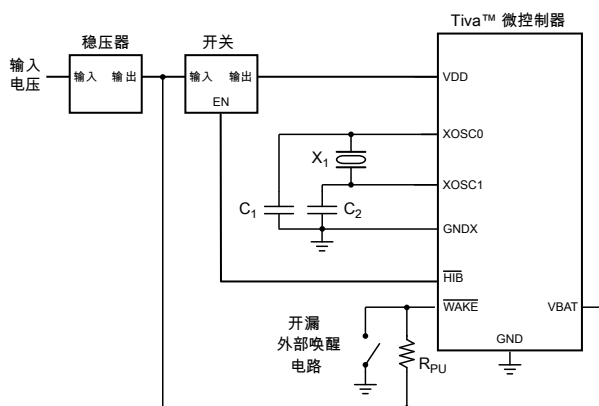 Tiva™ 微控制器
稳压器
开关
输入
电压
输入
输出
输入
输出
EN
VDD
XOSC0
X1
XOSC1
C1
C2
GNDX
HIB
WAKE
VBAT
开漏
外部唤醒
电路
RPU
GND